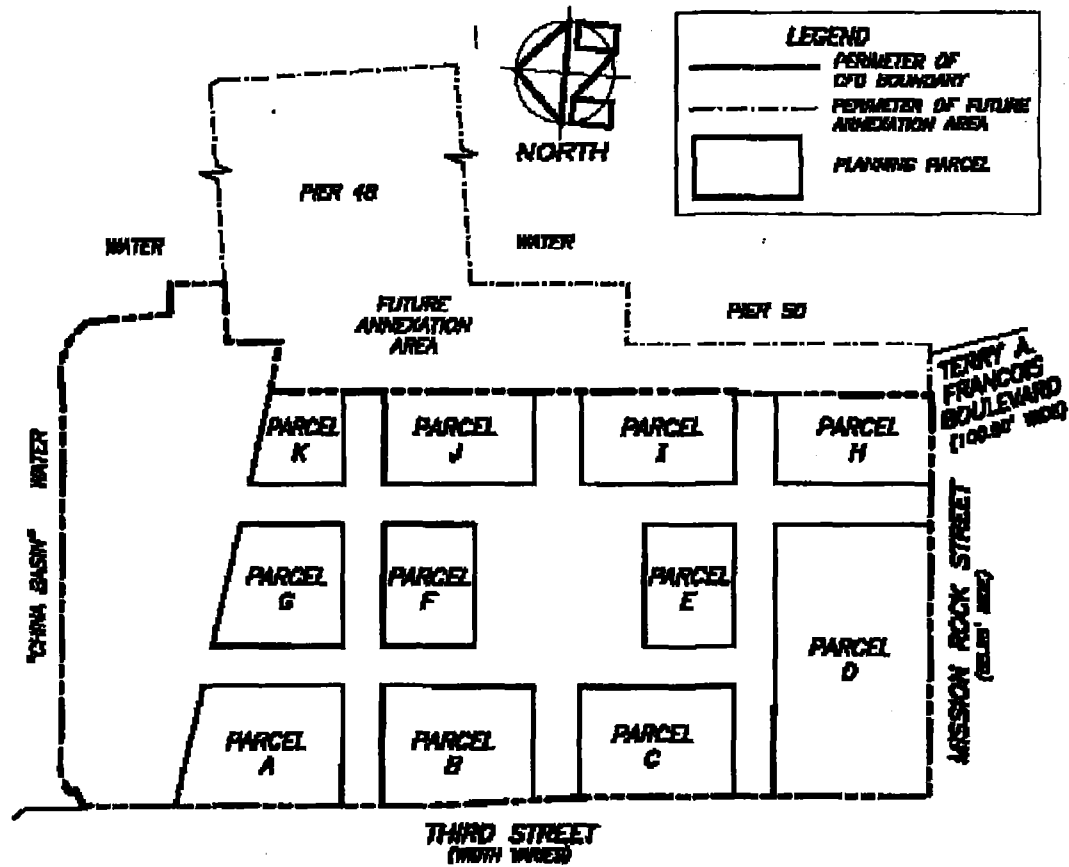 LEGEND
PERIMETER OF
CFD BOUNDARY
PERIMETER OF FUTURE
ANNEXATION AREA
PLANNING PARCEL
NORTH
PIER 48
WATER
WATER
FUTURE
ANNEXATION
AREA
PIER 50
TERRY A.
FRANCOIS
BOULEVARD
WIDE)
PARCEL
K
PARCEL
J
PARCEL
I
PARCEL
H
WATER
"CHINA BASIN"
PARCEL
G
PARCEL
F
PARCEL
E
PARCEL
D
MISSION ROCK STREET
WIDE)
PARCEL
A
PARCEL
B
PARCEL
C
THIRD STREET
(WIDTH VARIES)